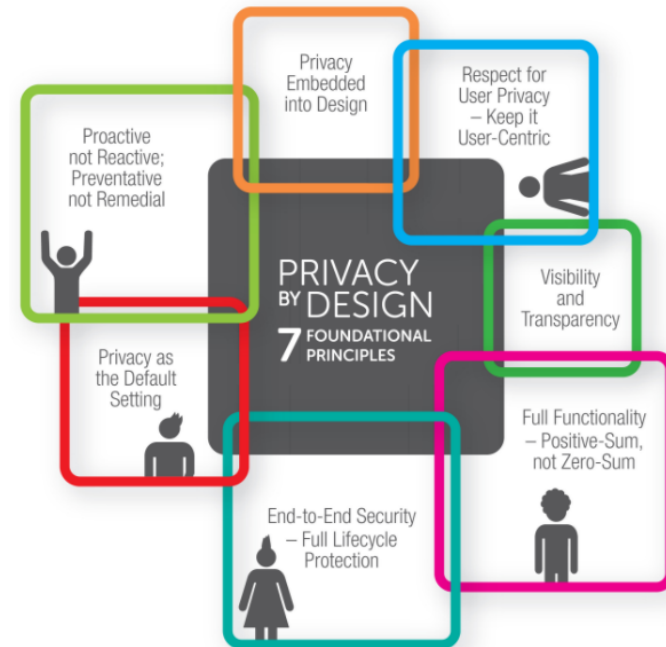 Privacy
Embedded
into Design
Respect for
User Privacy
– Keep it
User-Centric
Proactive
not Reactive;
Preventative
not Remedial
PRIVACY
BY DESIGN
7 FOUNDATIONAL
PRINCIPLES
Visibility
and
Transparency
Privacy as
the Default
Setting
Full Functionality
– Positive-Sum,
not Zero-Sum
End-to-End Security
– Full Lifecycle
Protection